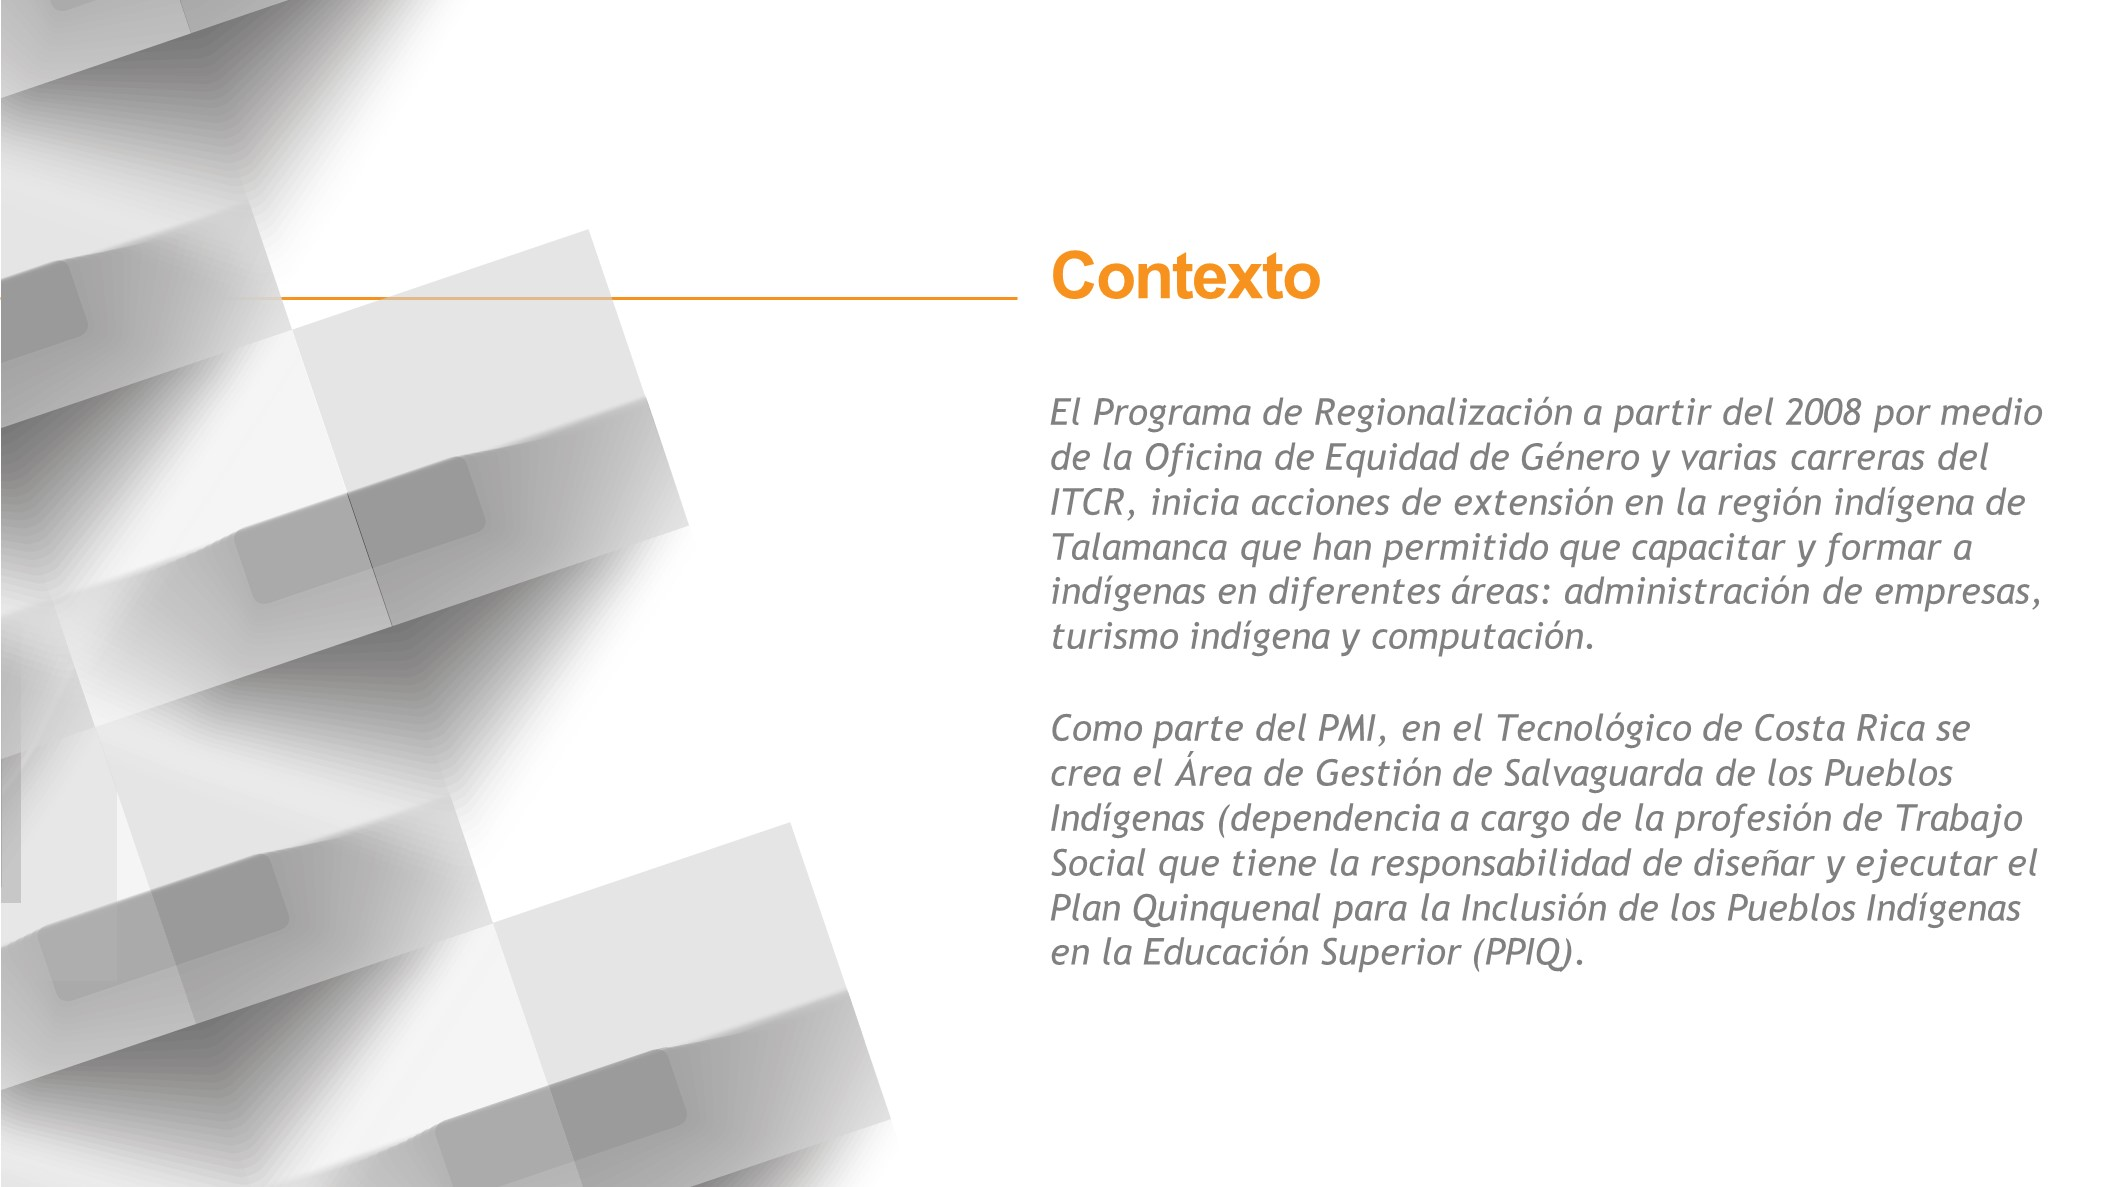 Contexto
El Programa de Regionalización a partir del 2008 por medio
de la Oficina de Equidad de Género y varias carreras del
ITCR, inicia acciones de extensión en la región indígena de
Talamanca que han permitido que capacitar y formar a
indígenas en diferentes áreas: administración de empresas,
turismo indígena y computación.
Como parte del PMI, en el Tecnológico de Costa Rica se
crea el Área de Gestión de Salvaguarda de los Pueblos
Indígenas (dependencia a cargo de la profesión de Trabajo
Social que tiene la responsabilidad de diseñar y ejecutar el
Plan Quinquenal para la Inclusión de los Pueblos Indígenas
en la Educación Superior (PPIQ).